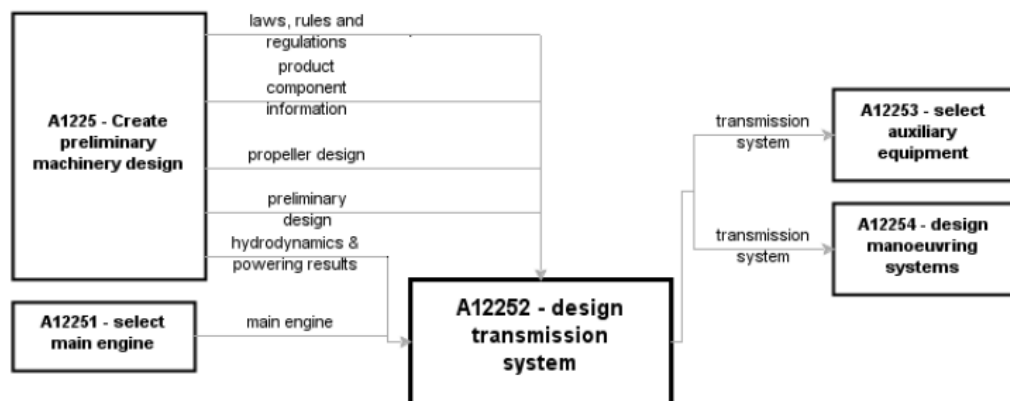 laws, rules and
regulations
product
component
information
A1225 - Create
preliminary
machinery design
propeller design
preliminary
design
hydrodynamics &
powering results
A12251 - select
main engine
main engine
A12252 - design
transmission
system
transmission
system
A12253 - select
auxiliary
equipment
transmission
system
A12254 - design
manoeuvring
systems